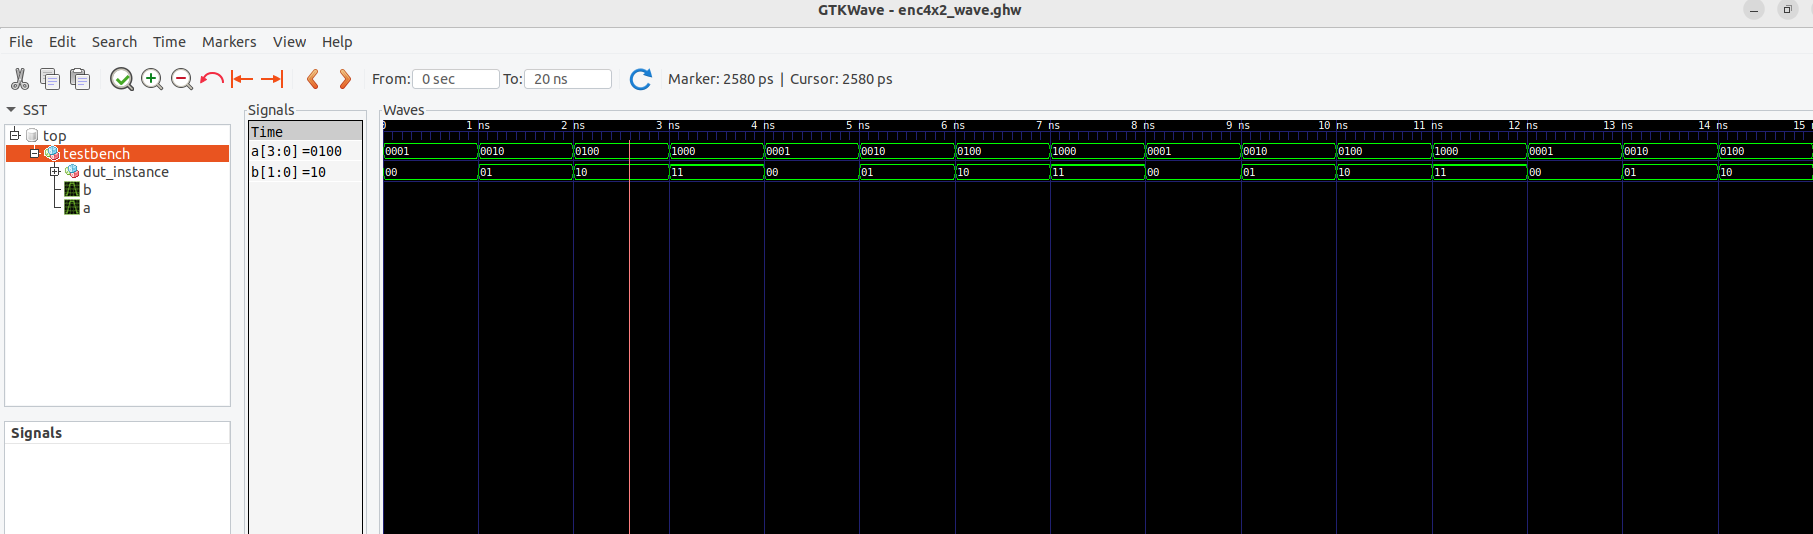 GTKWave - enc4x2_wave.ghw
File Edit Search Time Markers View Help
From: 0 sec To: 20 ns Marker: 2580 ps | Cursor: 2580 ps
SST
top
testbench
dut_instance
b
a
Signals
Signals
Time
a[3:0]=0100
b[1:0]=10
Waves
0 1 ns 2 ns 3 ns 4 ns 5 ns 6 ns 7 ns 8 ns 9 ns 10 ns 11 ns 12 ns 13 ns 14 ns 15
0001 0010 0100 1000 0001 0010 0100 1000 0001 0010 0100 1000 0001 0010 0100
00 01 10 11 00 01 10 11 00 01 10 11 00 01 10